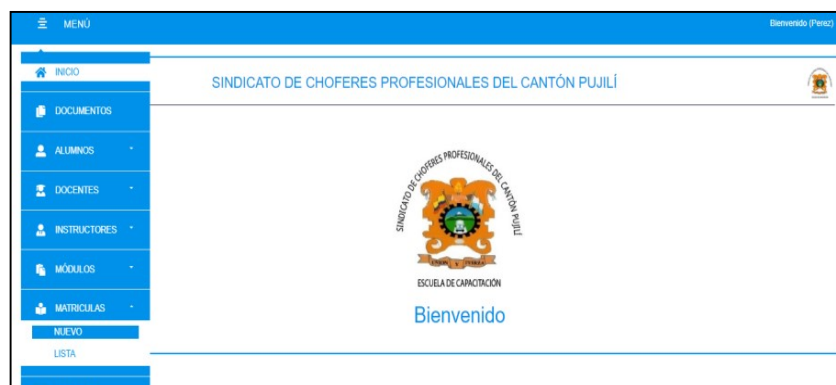 MENÚ
Bienvenido (Perez)
INICIO
DOCUMENTOS
ALUMNOS
DOCENTES
INSTRUCTORES
MÓDULOS
MATRICULAS
NUEVO
LISTA
SINDICATO DE CHOFERES PROFESIONALES DEL CANTÓN PUJILÍ
SINDICATO DE CHOFERES PROFESIONALES DEL CANTÓN PUJILÍ
ESCUELA DE CAPACITACIÓN
Bienvenido